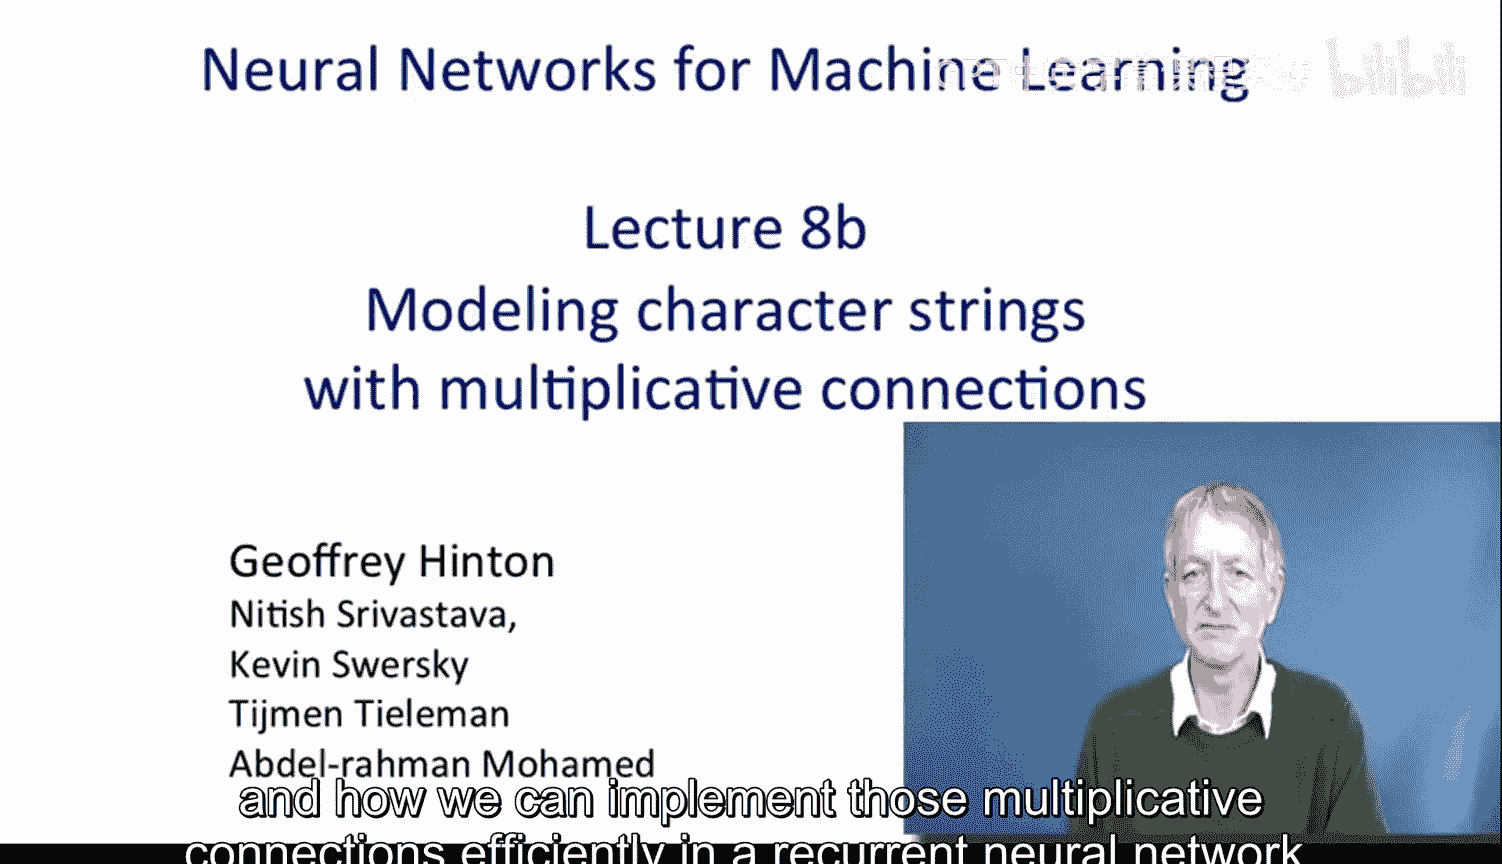 Neural Networks for Machine Learning
bilibili
Lecture 8b
Modeling character strings
with multiplicative connections
Geoffrey Hinton
Nitish Srivastava,
Kevin Swersky
Tijmen Tieleman
Abdel-rahman Mohamed
and how we can implement those multiplicative
connections efficiently in a recurrent neural network